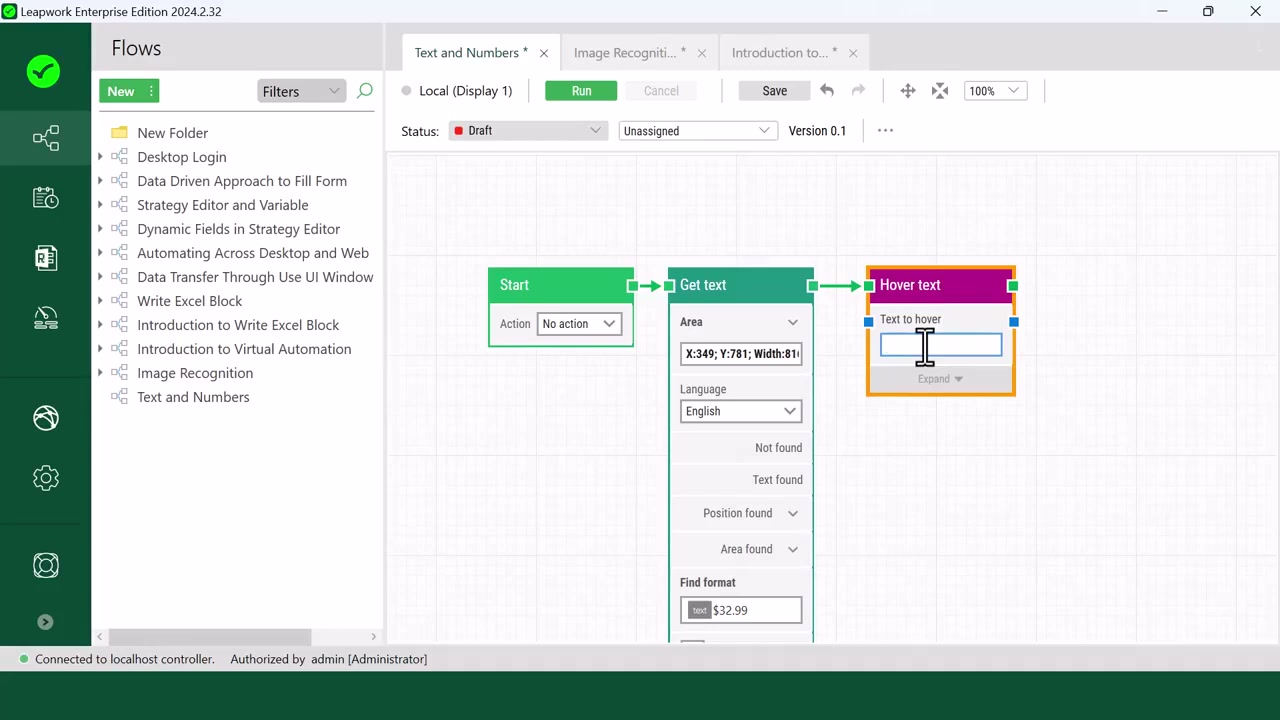 Leapwork Enterprise Edition 2024.2.32
Flows
New
Filters
New Folder
Desktop Login
Data Driven Approach to Fill Form
Strategy Editor and Variable
Dynamic Fields in Strategy Editor
Automating Across Desktop and Web
Data Transfer Through Use UI Window
Write Excel Block
Introduction to Write Excel Block
Introduction to Virtual Automation
Image Recognition
Text and Numbers
Text and Numbers *
Image Recogniti... *
Introduction to... *
Local (Display 1)
Run
Cancel
Save
100%
Status:
Draft
Unassigned
Version 0.1
Start
Action
No action
Get text
Area
X:349; Y:781; Width:81
Language
English
Not found
Text found
Position found
Area found
Find format
text $32.99
Hover text
Text to hover
Expand
Connected to localhost controller. Authorized by admin [Administrator]